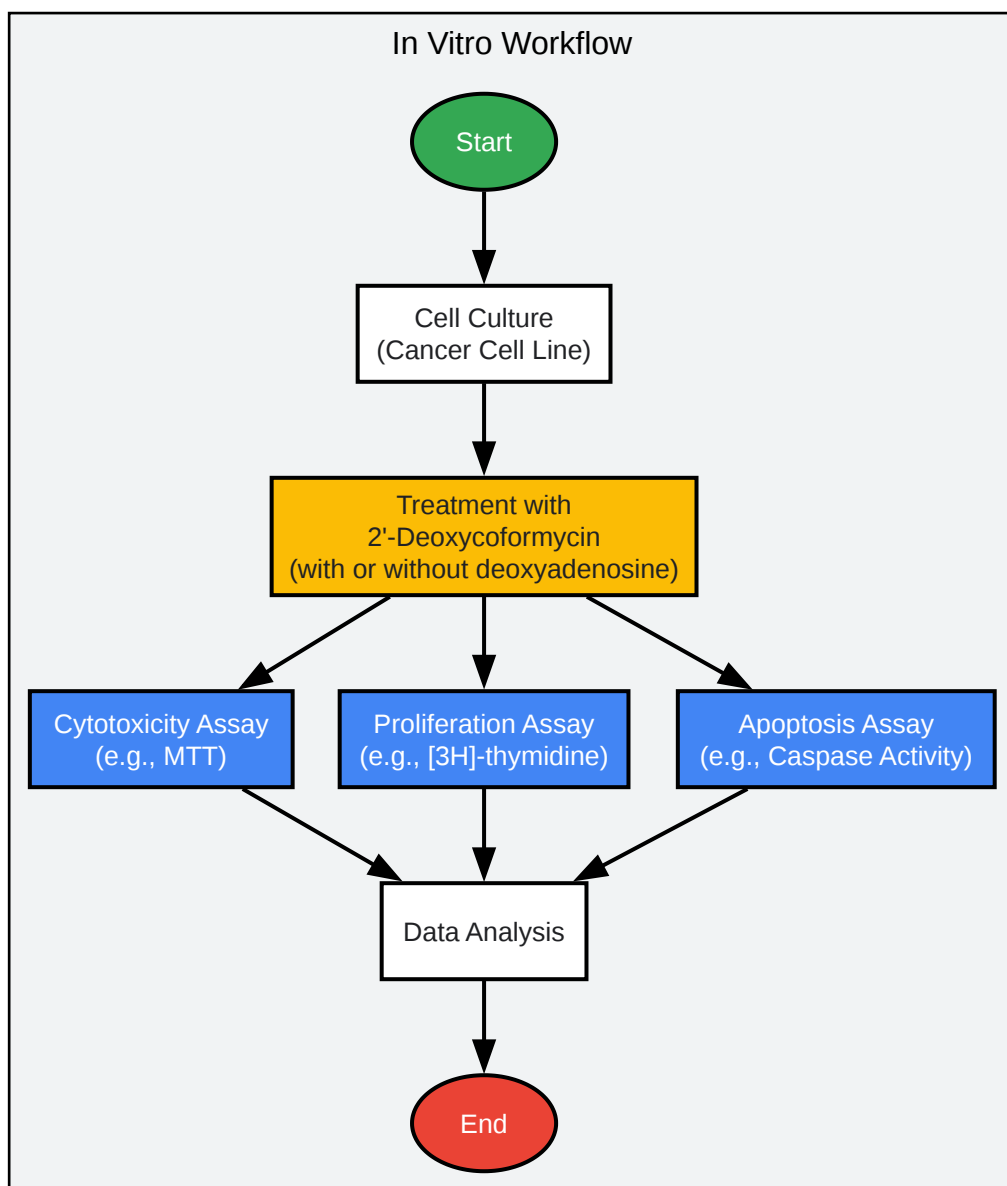 In Vitro Workflow
Start
Cell Culture
(Cancer Cell Line)
Treatment with
2'-Deoxycoformycin
(with or without deoxyadenosine)
Cytotoxicity Assay
(e.g., MTT)
Proliferation Assay
(e.g., [3H]-thymidine)
Apoptosis Assay
(e.g., Caspase Activity)
Data Analysis
End